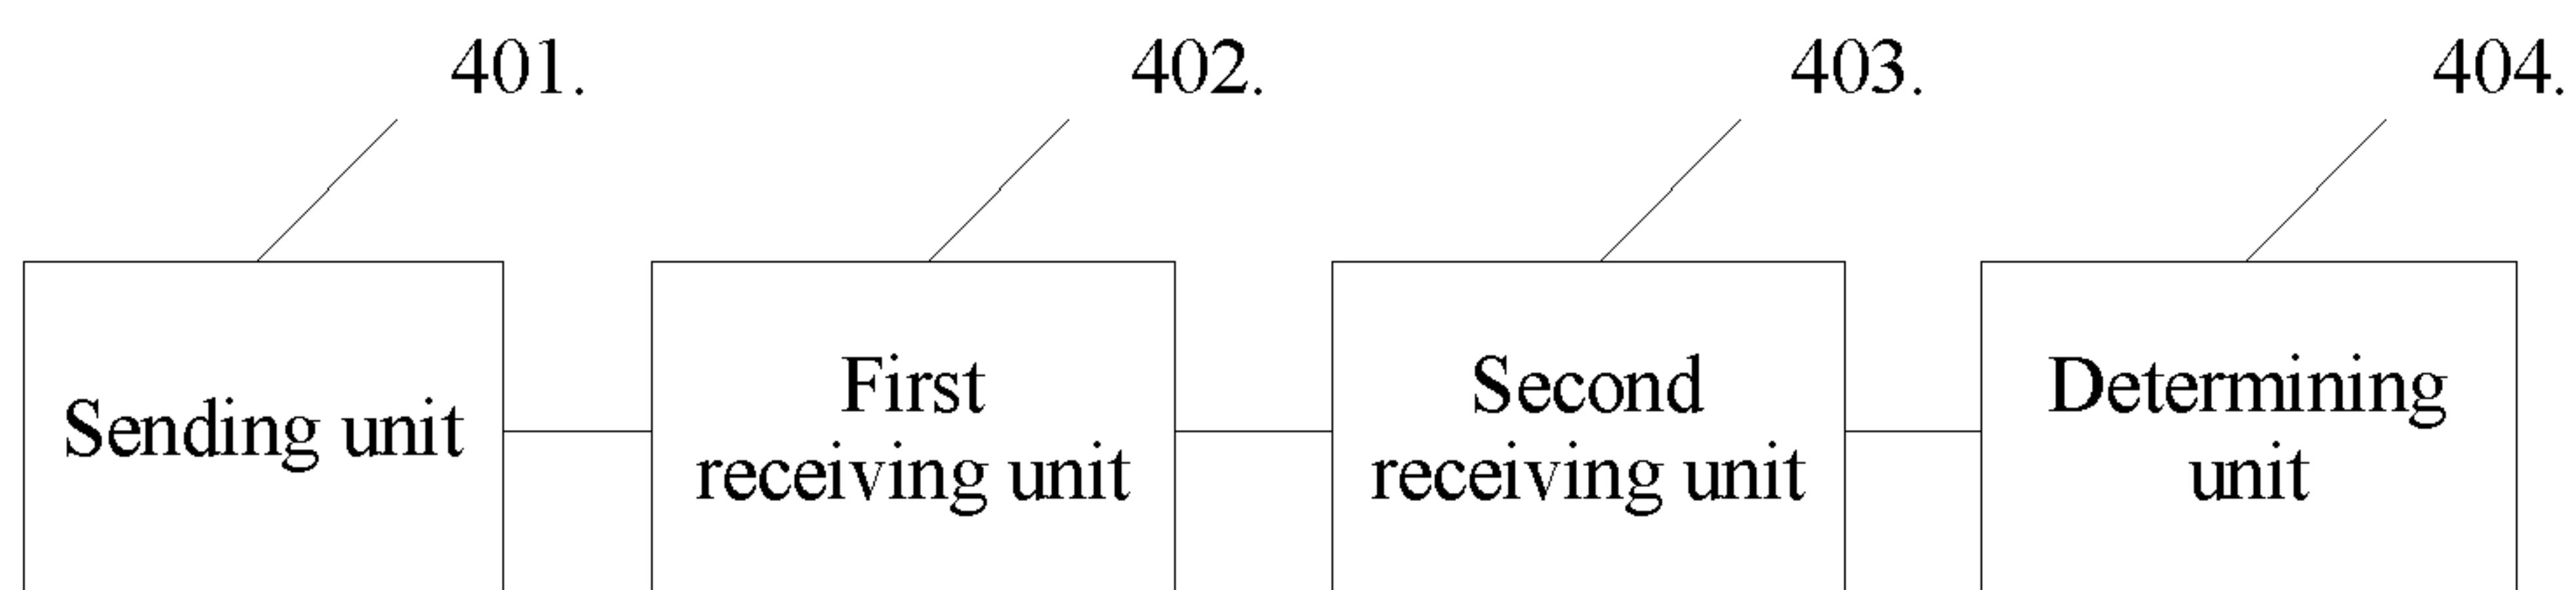 401.
402.
403.
404.
Sending unit
First
receiving unit
Second
receiving unit
Determining
unit